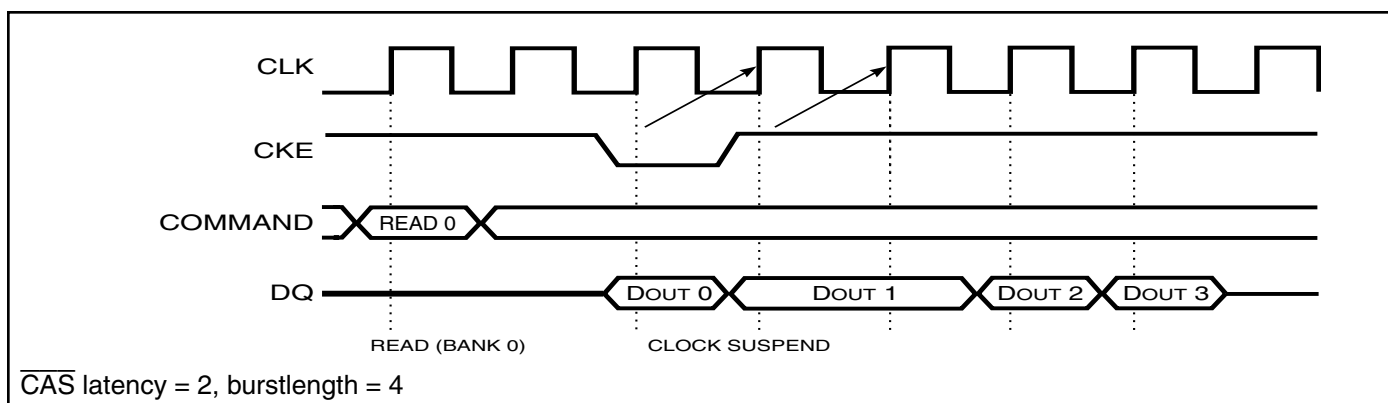 CLK
CKE
COMMAND READ 0
DQ DOUT 0 DOUT 1 DOUT 2 DOUT 3
READ (BANK 0) CLOCK SUSPEND
CAS latency = 2, burstlength = 4